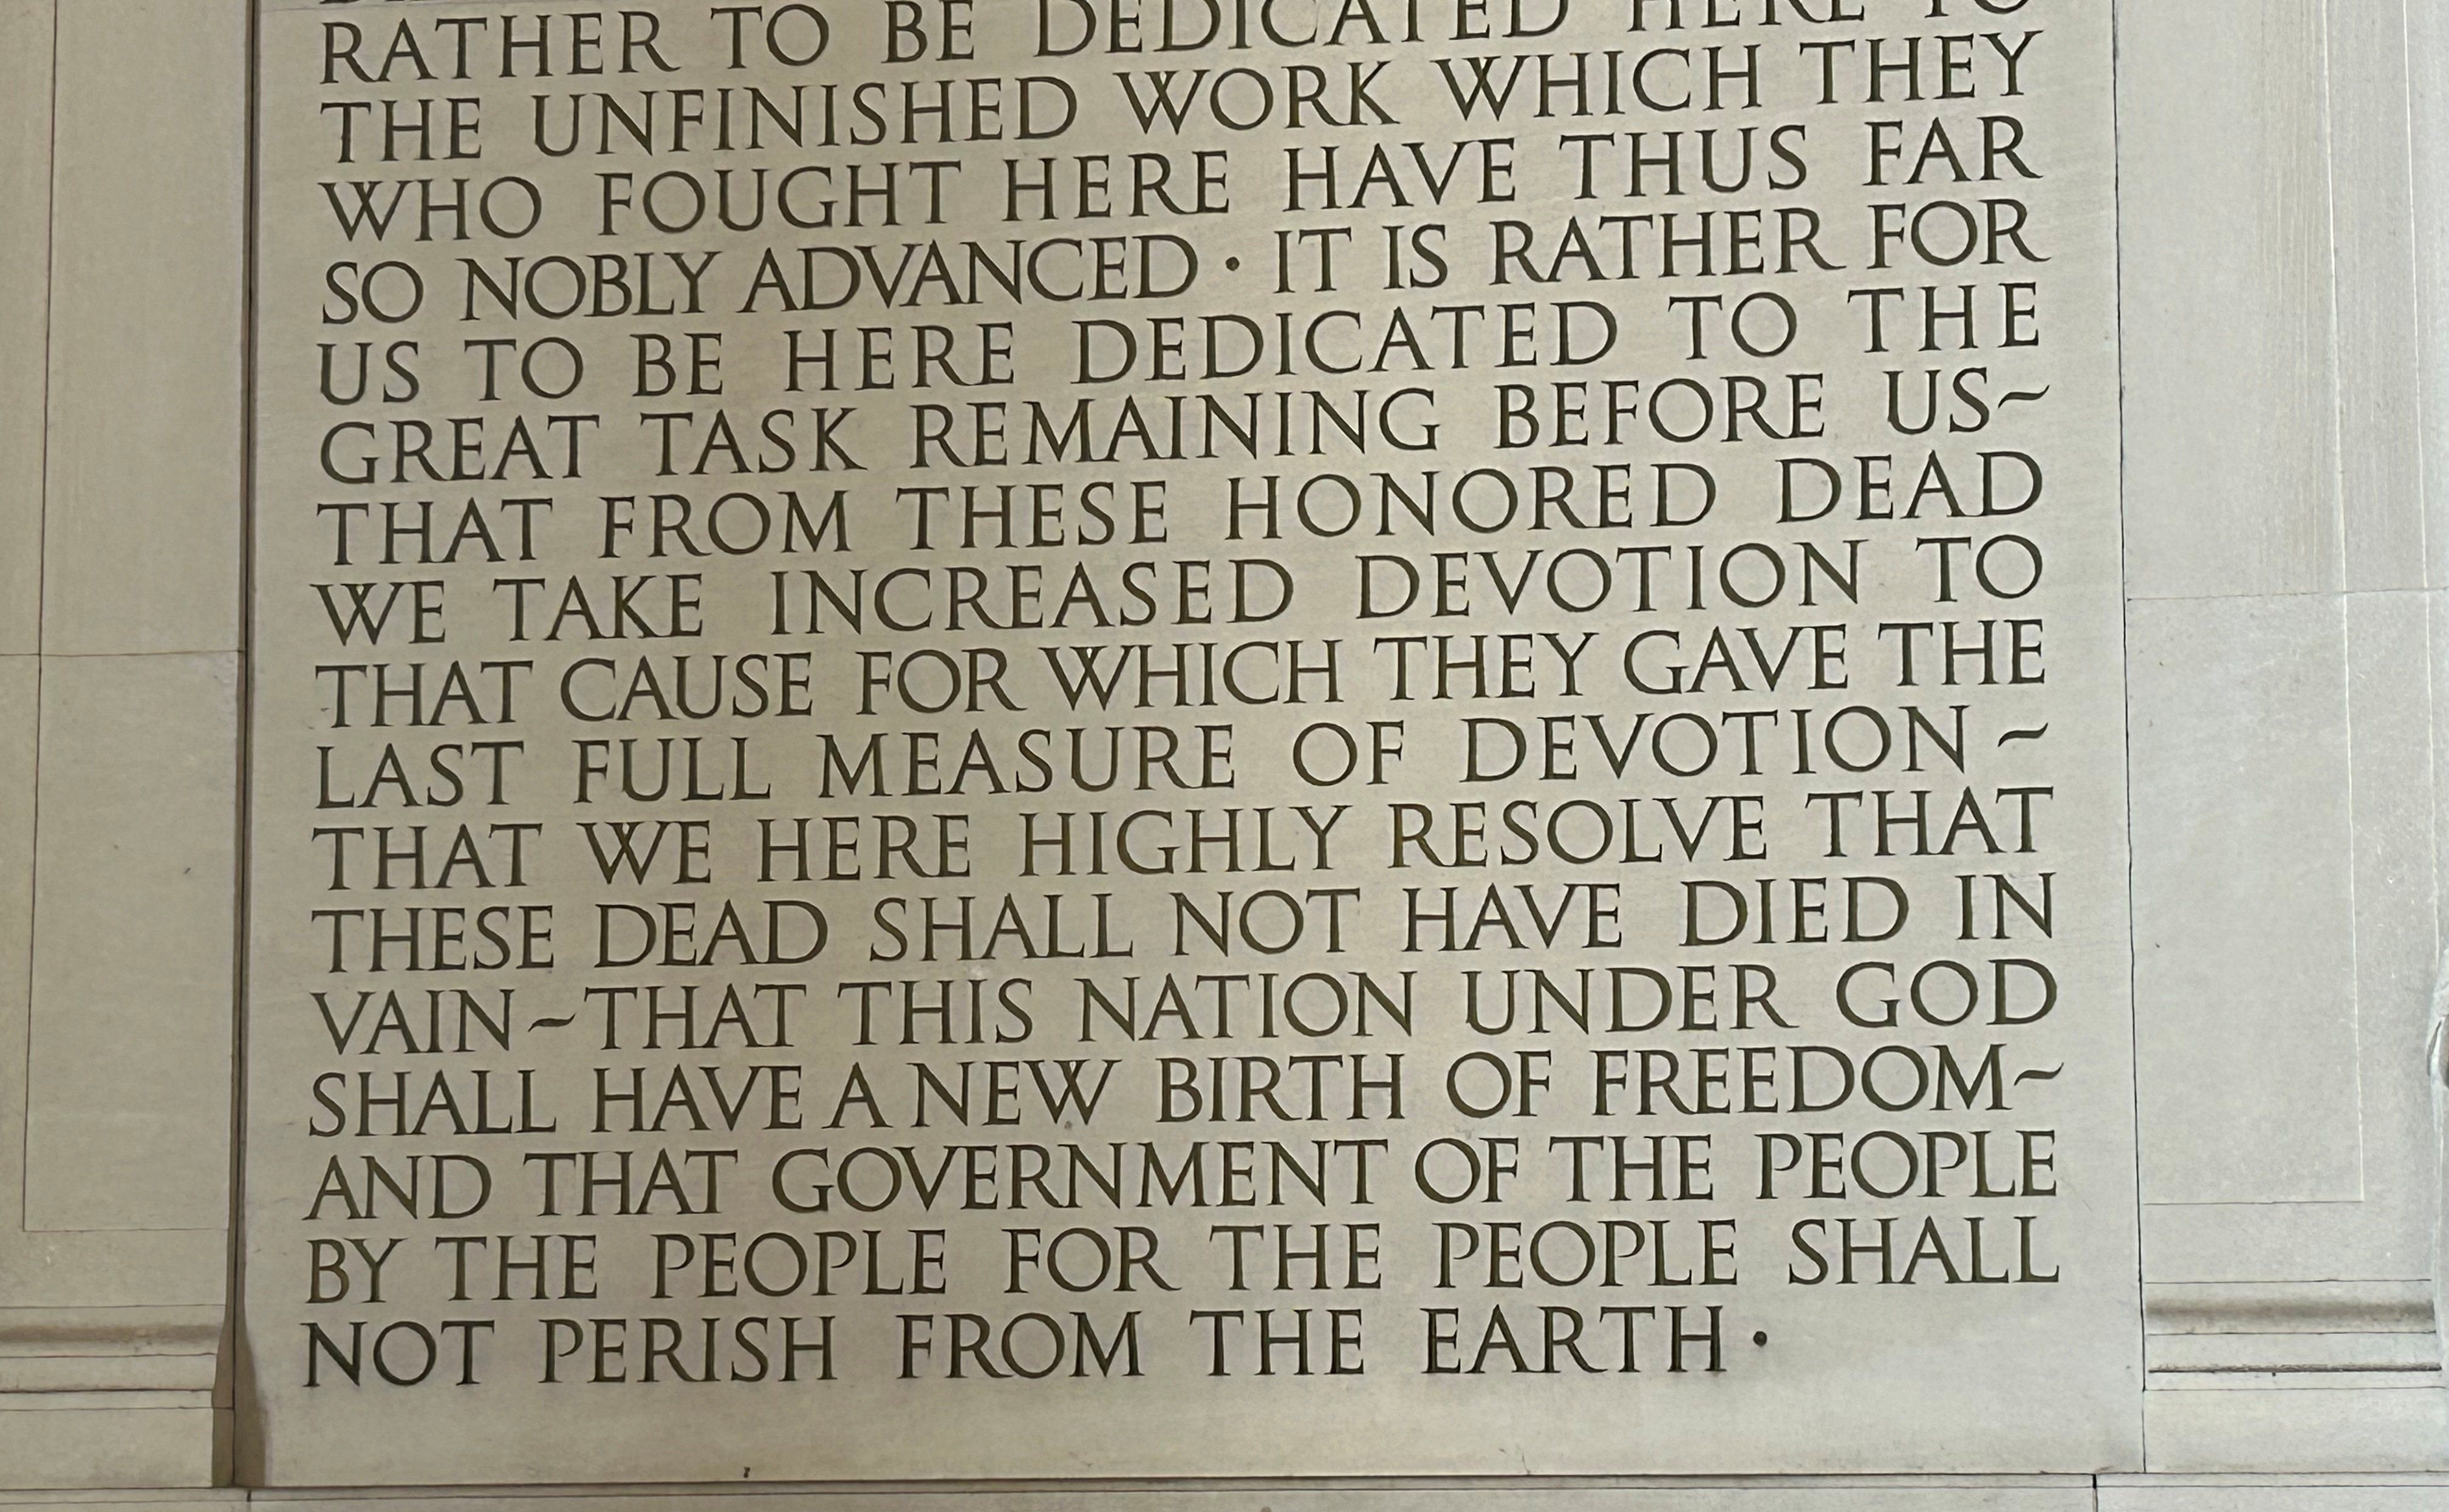 RATHER TO BE DEDICATED HERE TO
THE UNFINISHED WORK WHICH THEY
WHO FOUGHT HERE HAVE THUS FAR
SO NOBLY ADVANCED · IT IS RATHER FOR
US TO BE HERE DEDICATED TO THE
GREAT TASK REMAINING BEFORE US~
THAT FROM THESE HONORED DEAD
WE TAKE INCREASED DEVOTION TO
THAT CAUSE FOR WHICH THEY GAVE THE
LAST FULL MEASURE OF DEVOTION ~
THAT WE HERE HIGHLY RESOLVE THAT
THESE DEAD SHALL NOT HAVE DIED IN
VAIN~THAT THIS NATION UNDER GOD
SHALL HAVE A NEW BIRTH OF FREEDOM~
AND THAT GOVERNMENT OF THE PEOPLE
BY THE PEOPLE FOR THE PEOPLE SHALL
NOT PERISH FROM THE EARTH ·